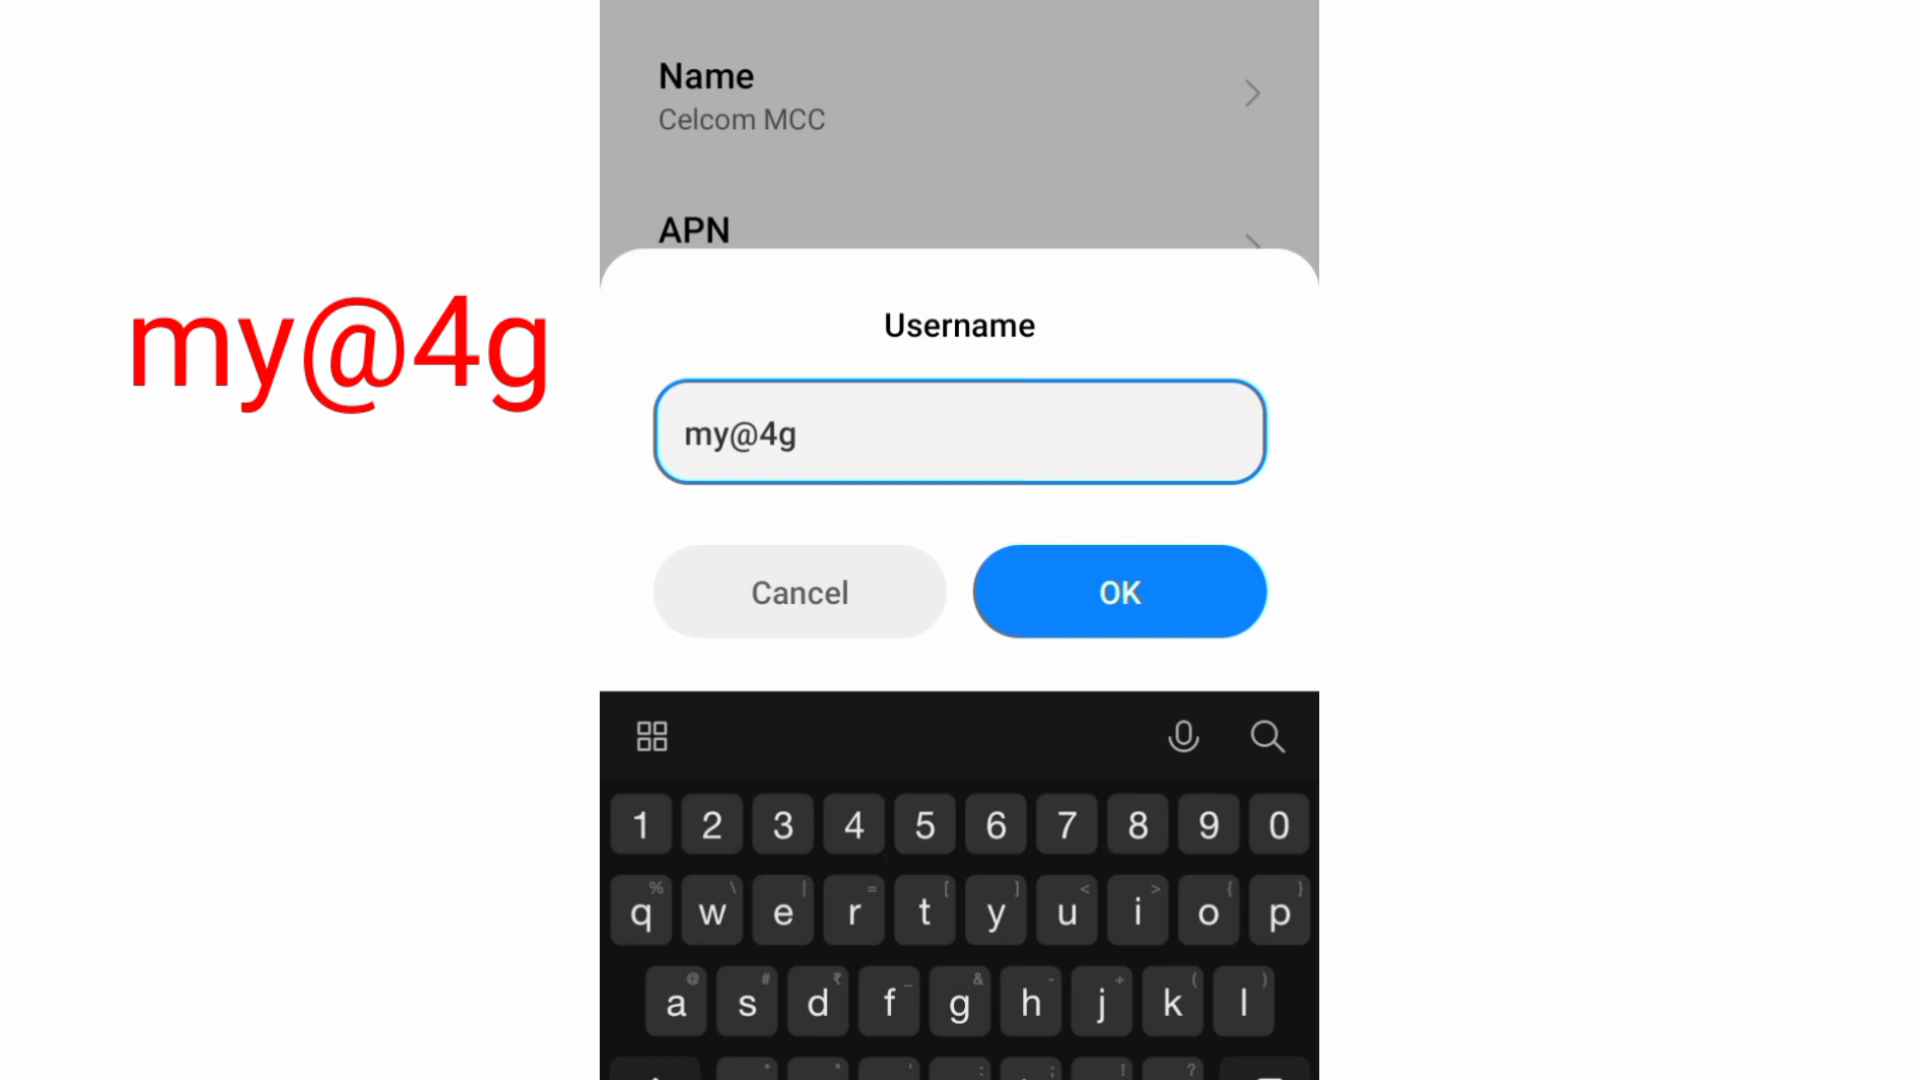 Name
Celcom MCC
APN
my@4g
Username
my@4g
Cancel
OK
1 2 3 4 5 6 7 8 9 0
% \ | = [ ] < > { }
q w e r t y u i o p
@ # ₹ _ & - + ( )
a s d f g h j k l
* " ' : ; ! ?